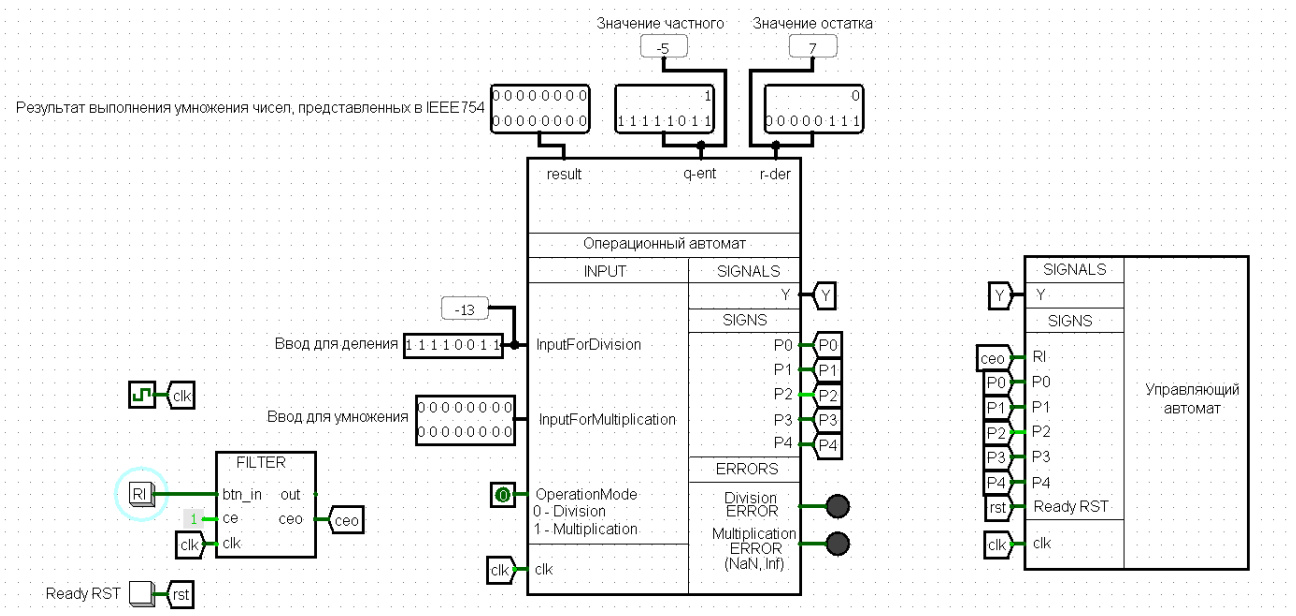 Значение частного
Значение остатка
-5
7
Результат выполнения умножения чисел, представленных в IEEE754
0 0 0 0 0 0 0 0
0 0 0 0 0 0 0 0
1
1 1 1 1 1 0 1 1
0
0 0 0 0 0 1 1 1
result
q-ent
r-der
Операционный автомат
INPUT
SIGNALS
Y
Y
SIGNS
-13
Ввод для деления
1 1 1 1 0 0 1 1
InputForDivision
P0
P0
P1
P1
P2
P2
P3
P3
P4
P4
Ввод для умножения
0 0 0 0 0 0 0 0
0 0 0 0 0 0 0 0
InputForMultiplication
ERRORS
0
OperationMode
0 - Division
1 - Multiplication
Division
ERROR
Multiplication
ERROR
(NaN, Inf)
clk
clk
clk
FILTER
RI
btn_in
out
1
ce
ceo
ceo
clk
clk
Ready RST
rst
SIGNALS
Y
Y
SIGNS
ceo
RI
P0
P0
P1
P1
P2
P2
P3
P3
P4
P4
rst
Ready RST
clk
clk
Управляющий
автомат